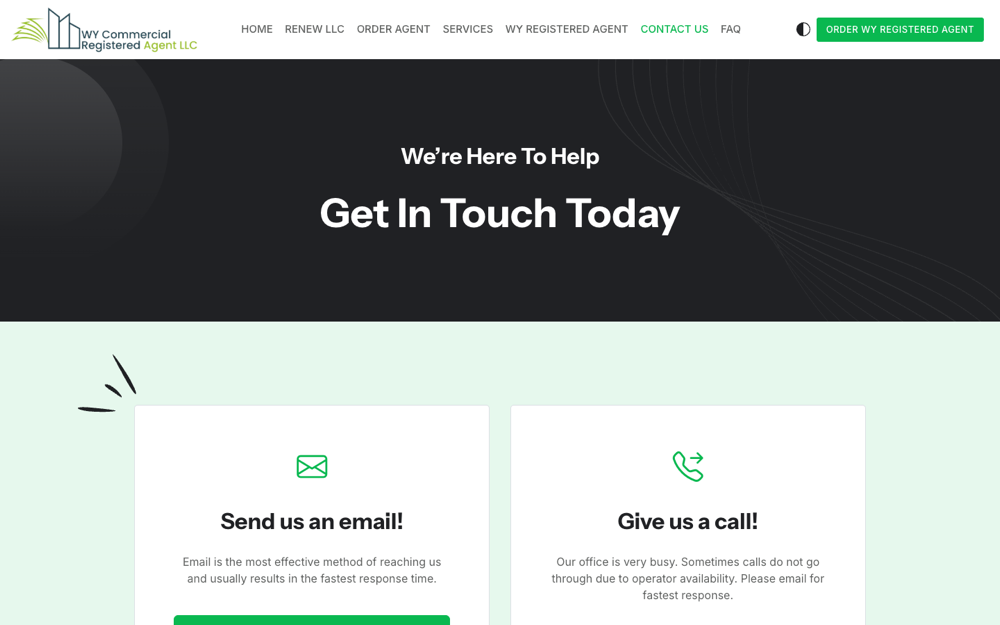 WY Commercial
Registered Agent LLC
HOME RENEW LLC ORDER AGENT SERVICES WY REGISTERED AGENT CONTACT US FAQ
ORDER WY REGISTERED AGENT
We’re Here To Help
Get In Touch Today
Send us an email!
Email is the most effective method of reaching us
and usually results in the fastest response time.
Give us a call!
Our office is very busy. Sometimes calls do not go
through due to operator availability. Please email for
fastest response.